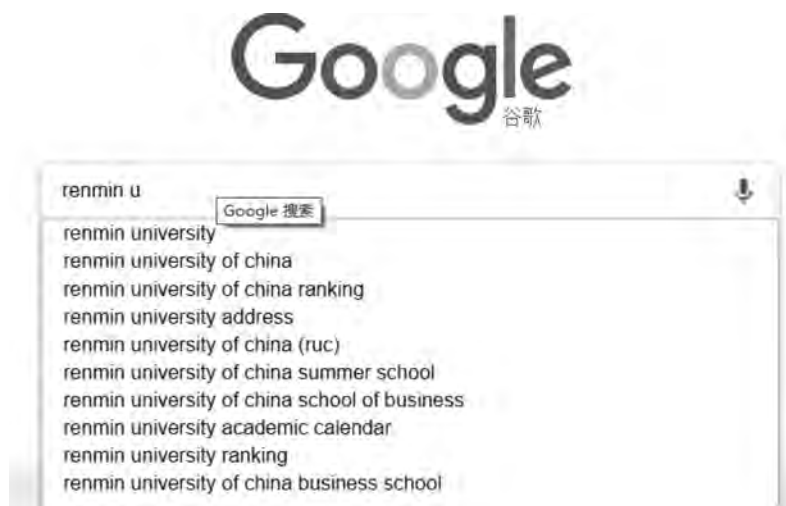 Google
谷歌
renmin u
Google 搜索
renmin university
renmin university of china
renmin university of china ranking
renmin university address
renmin university of china (ruc)
renmin university of china summer school
renmin university of china school of business
renmin university academic calendar
renmin university ranking
renmin university of china business school